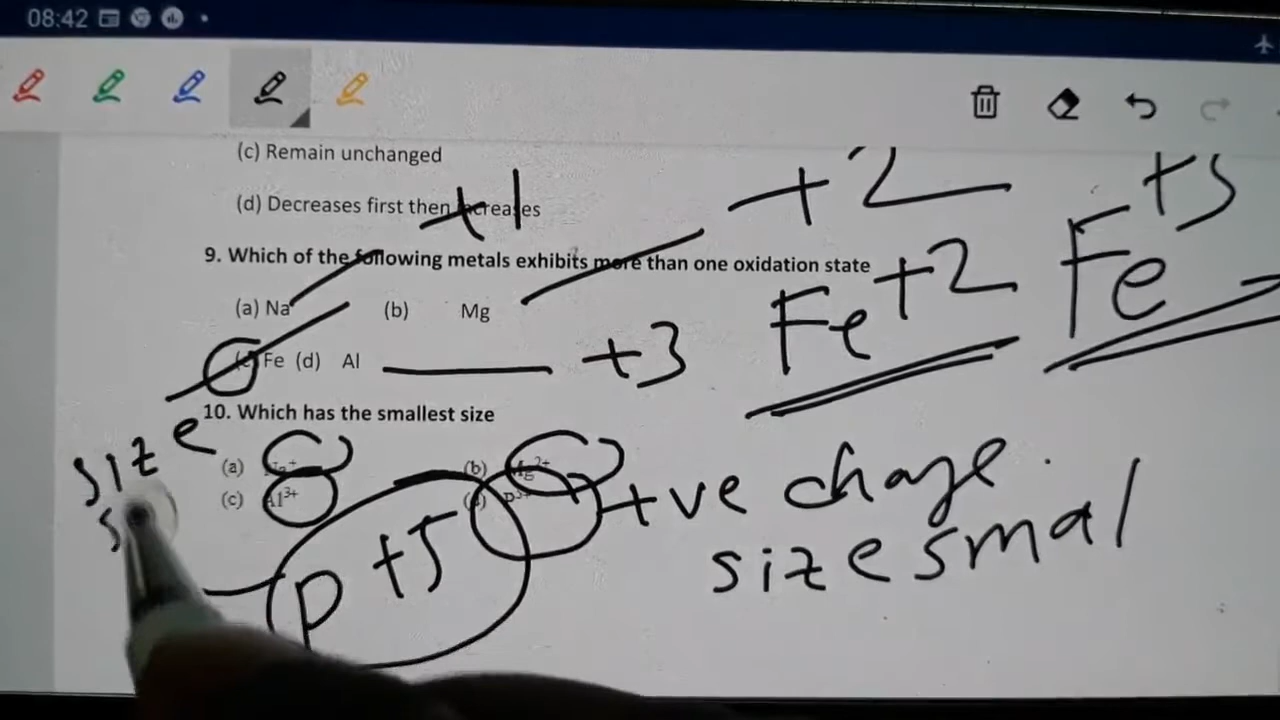 08:42
(c) Remain unchanged
(d) Decreases first then increases
+1
+2
9. Which of the following metals exhibits more than one oxidation state
(a) Na (b) Mg
Fe+2 Fe
Fe (d) Al +3
10. Which has the smallest size
size
(a) (b) Mg2+
(c) Al3+
+ve charge
size small
P +5